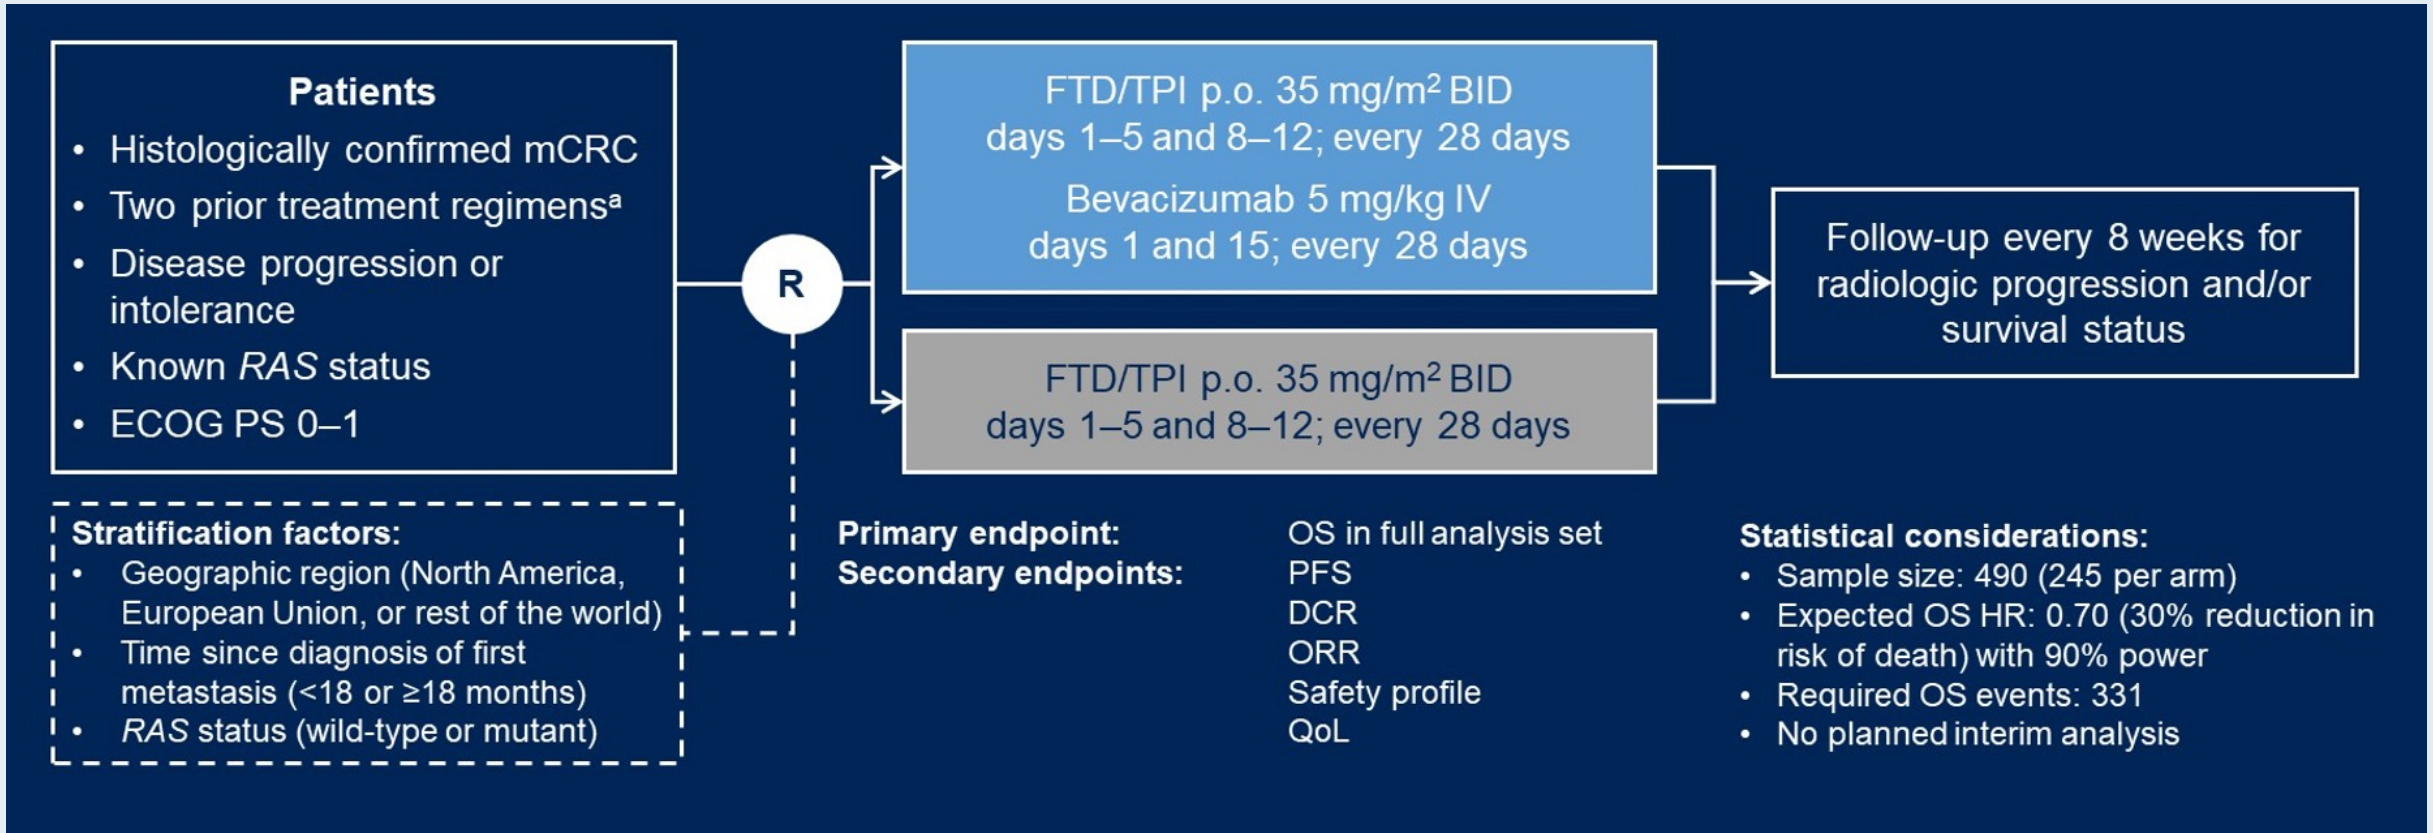 Patients
• Histologically confirmed mCRC
• Two prior treatment regimensᵃ
• Disease progression or
intolerance
• Known RAS status
• ECOG PS 0–1
R
FTD/TPI p.o. 35 mg/m² BID
days 1–5 and 8–12; every 28 days
Bevacizumab 5 mg/kg IV
days 1 and 15; every 28 days
FTD/TPI p.o. 35 mg/m² BID
days 1–5 and 8–12; every 28 days
Follow-up every 8 weeks for
radiologic progression and/or
survival status
Stratification factors:
• Geographic region (North America,
European Union, or rest of the world)
• Time since diagnosis of first
metastasis (<18 or ≥18 months)
• RAS status (wild-type or mutant)
Primary endpoint: OS in full analysis set
Secondary endpoints: PFS
DCR
ORR
Safety profile
QoL
Statistical considerations:
• Sample size: 490 (245 per arm)
• Expected OS HR: 0.70 (30% reduction in
risk of death) with 90% power
• Required OS events: 331
• No planned interim analysis